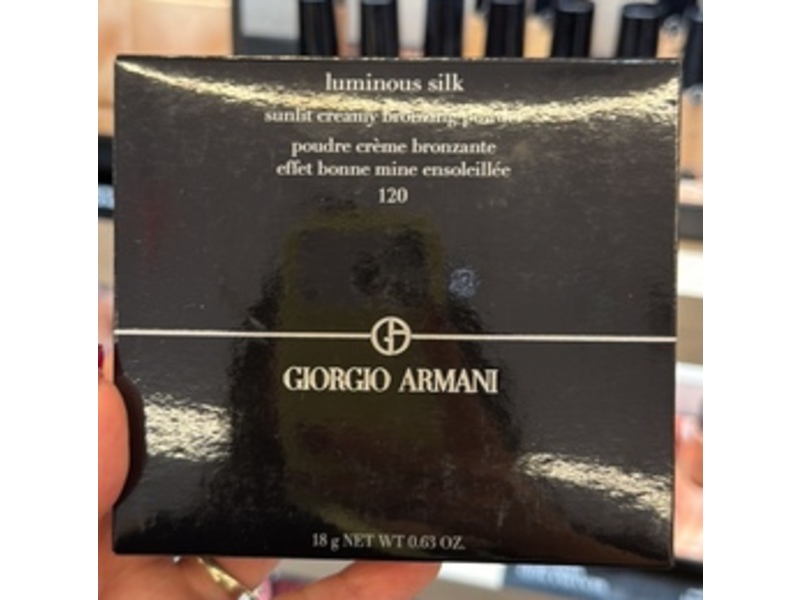 luminous silk
sunlit creamy bronzing powder
poudre crème bronzante
effet bonne mine ensoleillée
120
GIORGIO ARMANI
18 g NET WT 0.63 OZ.